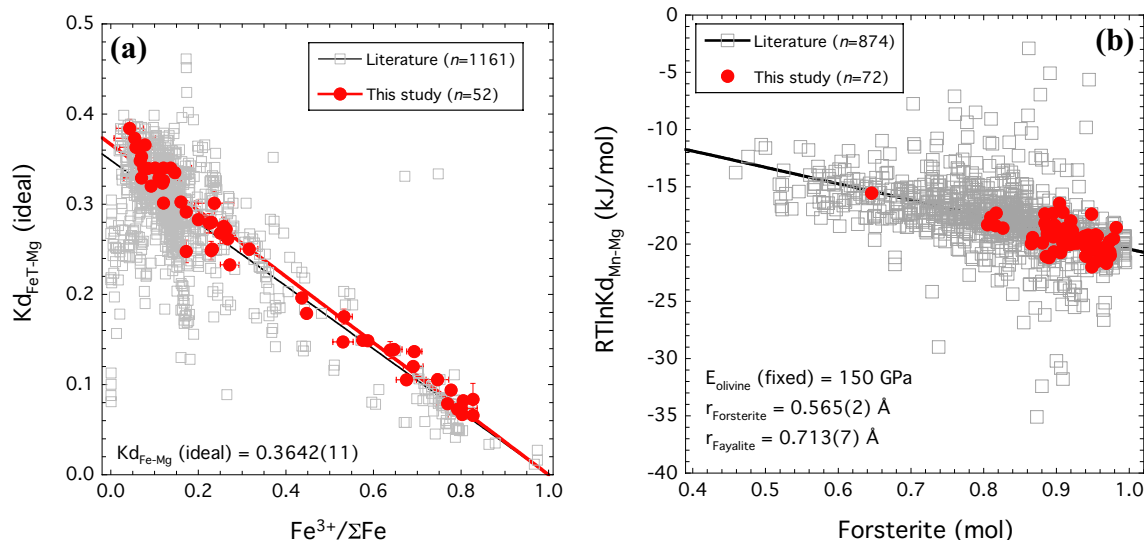 (a)
Literature (n=1161)
This study (n=52)
0.5
0.4
0.3
0.2
0.1
0.0
Kd_FeT-Mg (ideal)
Kd_Fe-Mg (ideal) = 0.3642(11)
0.0 0.2 0.4 0.6 0.8 1.0
Fe³⁺/ΣFe
(b)
Literature (n=874)
This study (n=72)
0
-5
-10
-15
-20
-25
-30
-35
-40
RTlnKd_Mn-Mg (kJ/mol)
E_olivine (fixed) = 150 GPa
r_Forsterite = 0.565(2) Å
r_Fayalite = 0.713(7) Å
0.4 0.5 0.6 0.7 0.8 0.9 1
Forsterite (mol)